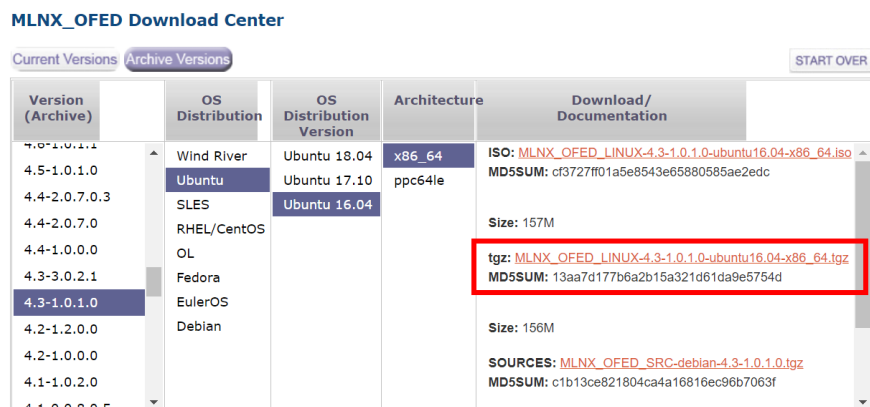 MLNX_OFED Download Center
Current Versions Archive Versions START OVER
Version (Archive)
OS Distribution
OS Distribution Version
Architecture
Download/ Documentation
4.6-1.0.1.1
4.5-1.0.1.0
4.4-2.0.7.0.3
4.4-2.0.7.0
4.4-1.0.0.0
4.3-3.0.2.1
4.3-1.0.1.0
4.2-1.2.0.0
4.2-1.0.0.0
4.1-1.0.2.0
Wind River
Ubuntu
SLES
RHEL/CentOS
OL
Fedora
EulerOS
Debian
Ubuntu 18.04
Ubuntu 17.10
Ubuntu 16.04
x86_64
ppc64le
ISO: MLNX_OFED_LINUX-4.3-1.0.1.0-ubuntu16.04-x86_64.iso
MD5SUM: cf3727ff01a5e8543e65880585ae2edc
Size: 157M
tgz: MLNX_OFED_LINUX-4.3-1.0.1.0-ubuntu16.04-x86_64.tgz
MD5SUM: 13aa7d177b6a2b15a321d61da9e5754d
Size: 156M
SOURCES: MLNX_OFED_SRC-debian-4.3-1.0.1.0.tgz
MD5SUM: c1b13ce821804ca4a16816ec96b7063f